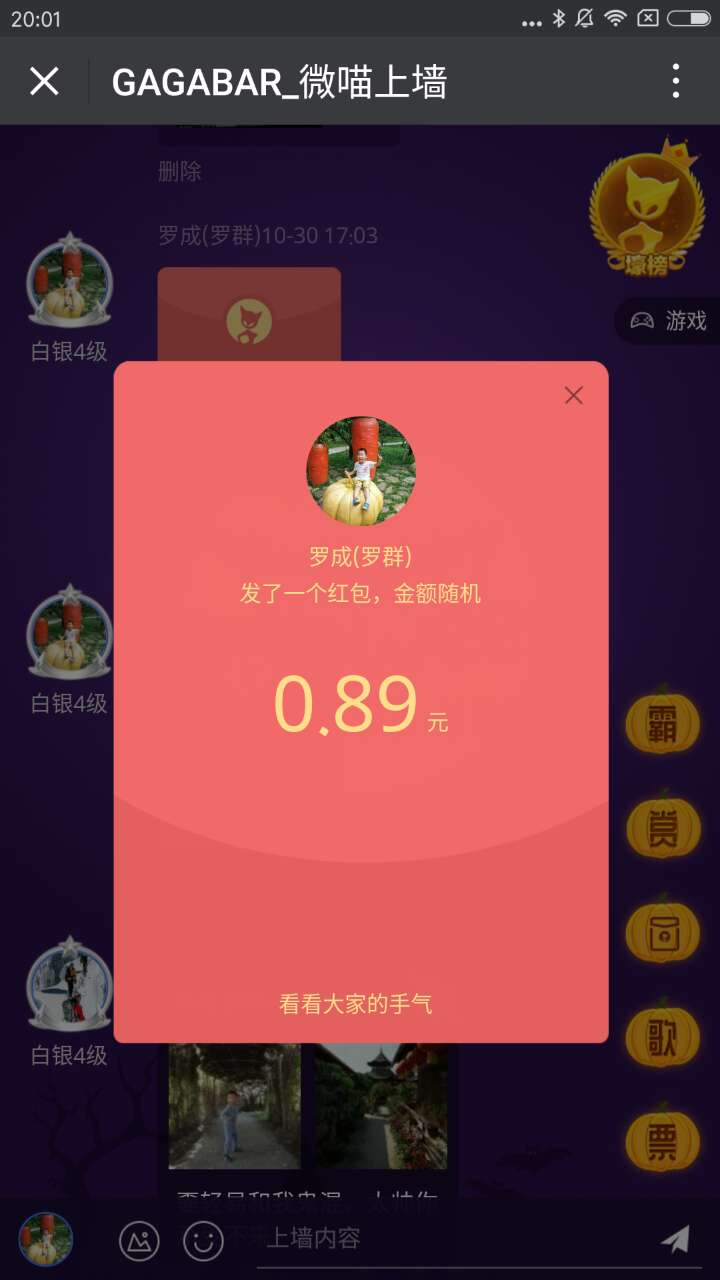 20:01
GAGABAR_微喵上墙
删除
罗成(罗群)10-30 17:03
壕榜
游戏
白银4级
罗成(罗群)
发了一个红包，金额随机
0.89元
白银4级
霸
赏
看看大家的手气
歌
白银4级
票
上墙内容